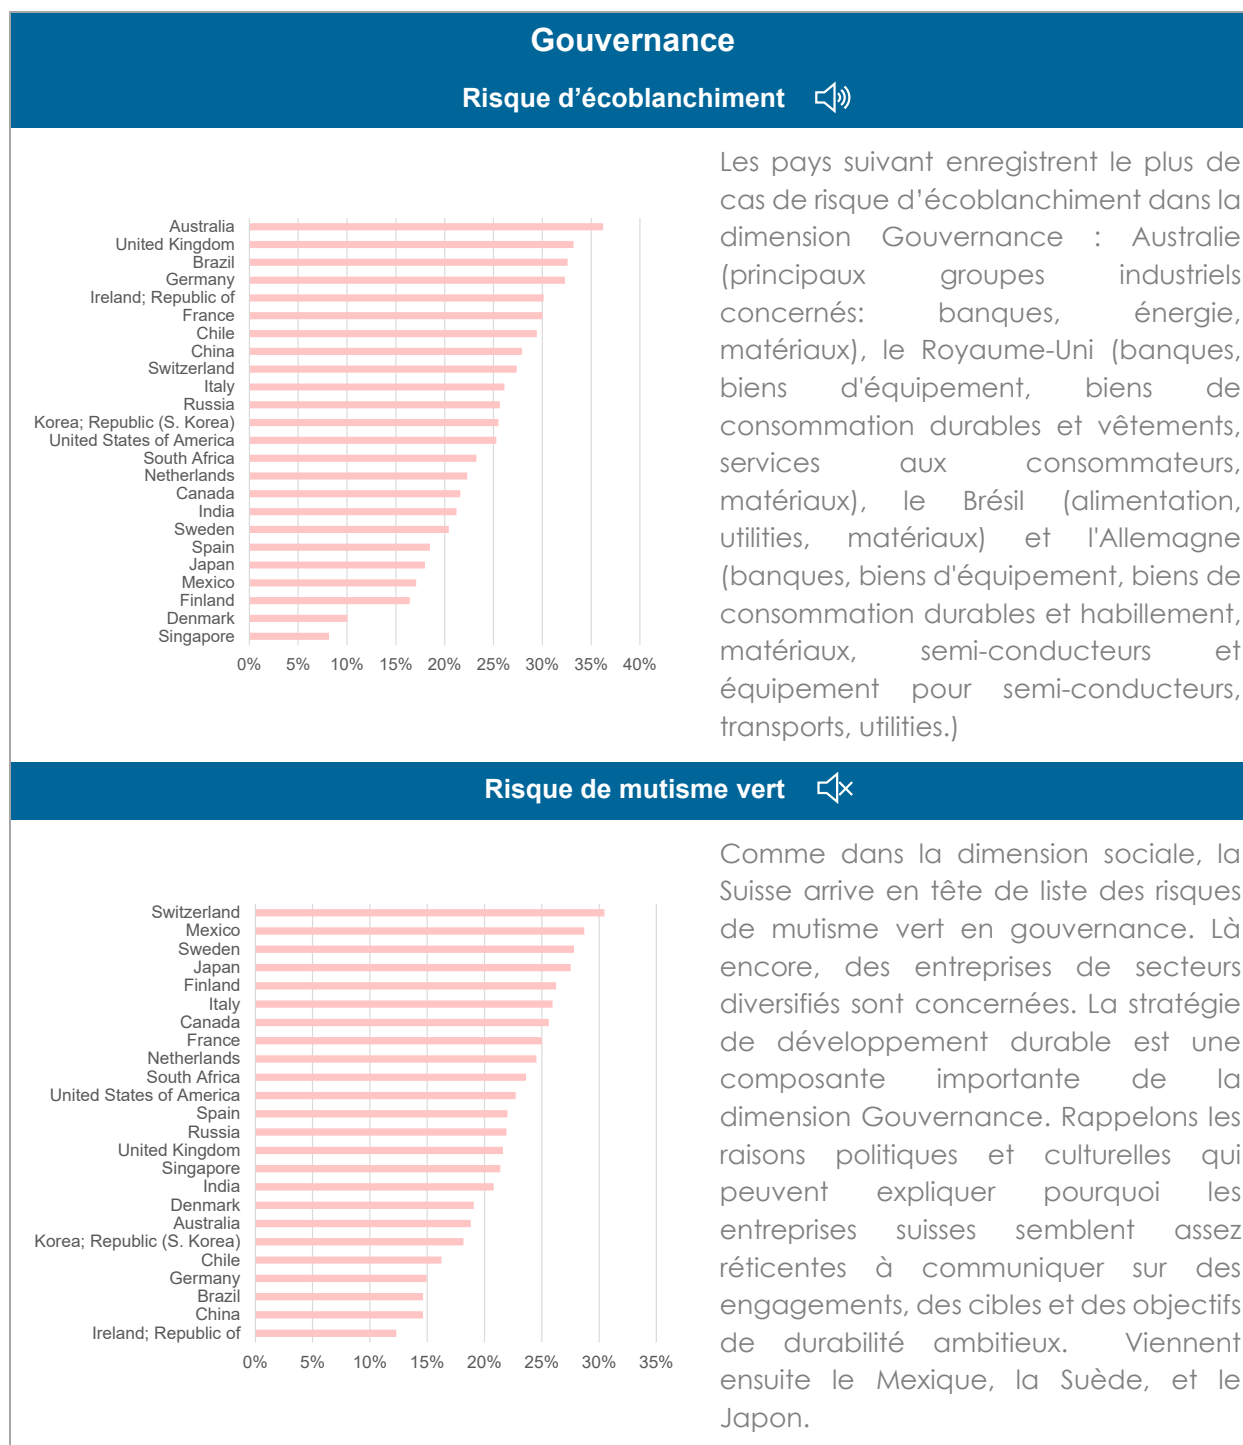 Gouvernance
Risque d’écoblanchiment
Australia
United Kingdom
Brazil
Germany
Ireland; Republic of
France
Chile
China
Switzerland
Italy
Russia
Korea; Republic (S. Korea)
United States of America
South Africa
Netherlands
Canada
India
Sweden
Spain
Japan
Mexico
Finland
Denmark
Singapore
0% 5% 10% 15% 20% 25% 30% 35% 40%
Les pays suivant enregistrent le plus de
cas de risque d’écoblanchiment dans la
dimension Gouvernance : Australie
(principaux groupes industriels
concernés: banques, énergie,
matériaux), le Royaume-Uni (banques,
biens d'équipement, biens de
consommation durables et vêtements,
services aux consommateurs,
matériaux), le Brésil (alimentation,
utilities, matériaux) et l'Allemagne
(banques, biens d'équipement, biens de
consommation durables et habillement,
matériaux, semi-conducteurs et
équipement pour semi-conducteurs,
transports, utilities.)
Risque de mutisme vert
Switzerland
Mexico
Sweden
Japan
Finland
Italy
Canada
France
Netherlands
South Africa
United States of America
Spain
Russia
United Kingdom
Singapore
India
Denmark
Australia
Korea; Republic (S. Korea)
Chile
Germany
Brazil
China
Ireland; Republic of
0% 5% 10% 15% 20% 25% 30% 35%
Comme dans la dimension sociale, la
Suisse arrive en tête de liste des risques
de mutisme vert en gouvernance. Là
encore, des entreprises de secteurs
diversifiés sont concernées. La stratégie
de développement durable est une
composante importante de la
dimension Gouvernance. Rappelons les
raisons politiques et culturelles qui
peuvent expliquer pourquoi les
entreprises suisses semblent assez
réticentes à communiquer sur des
engagements, des cibles et des objectifs
de durabilité ambitieux. Viennent
ensuite le Mexique, la Suède, et le
Japon.